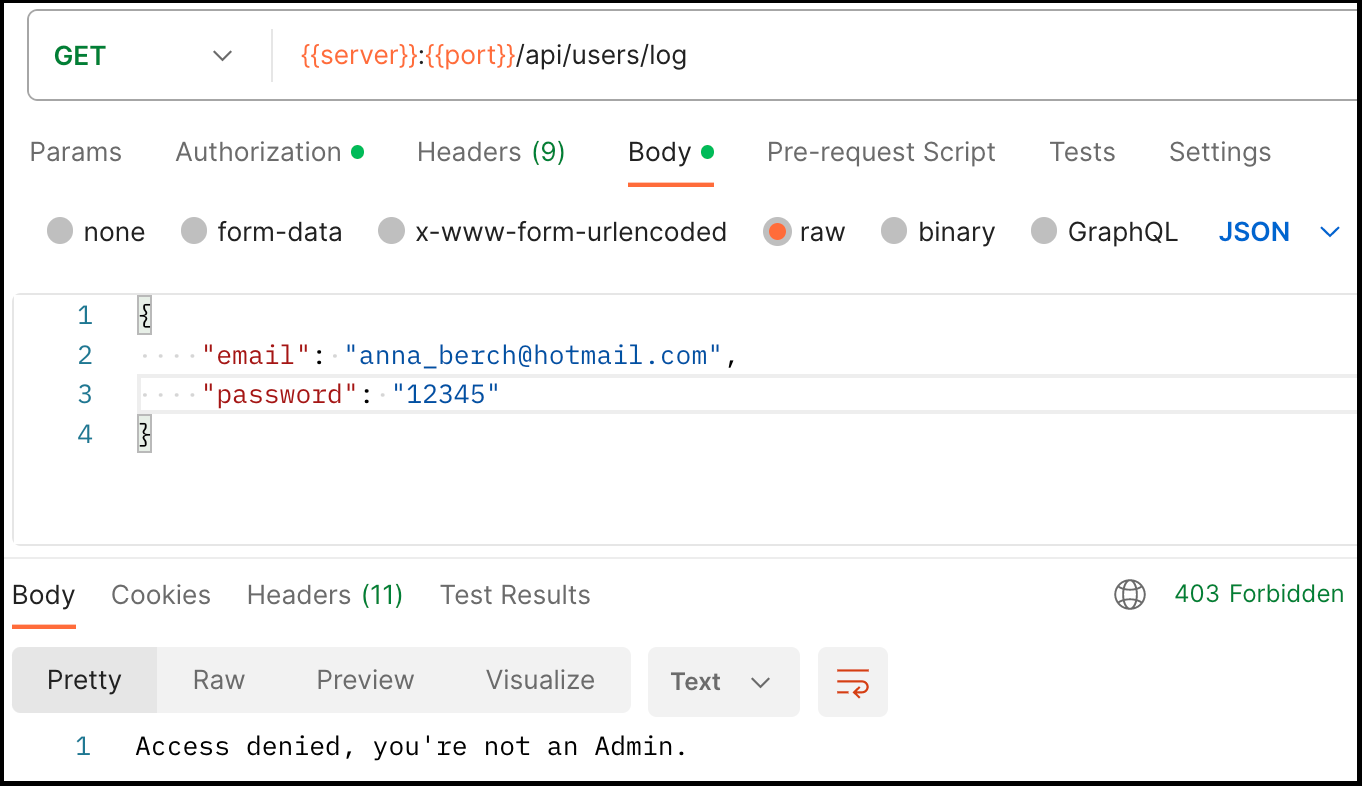 GET {{server}}:{{port}}/api/users/log
Params Authorization Headers (9) Body Pre-request Script Tests Settings
none form-data x-www-form-urlencoded raw binary GraphQL JSON
1 {
2 "email": "anna_berch@hotmail.com",
3 "password": "12345"
4 }
Body Cookies Headers (11) Test Results 403 Forbidden
Pretty Raw Preview Visualize Text
1 Access denied, you're not an Admin.